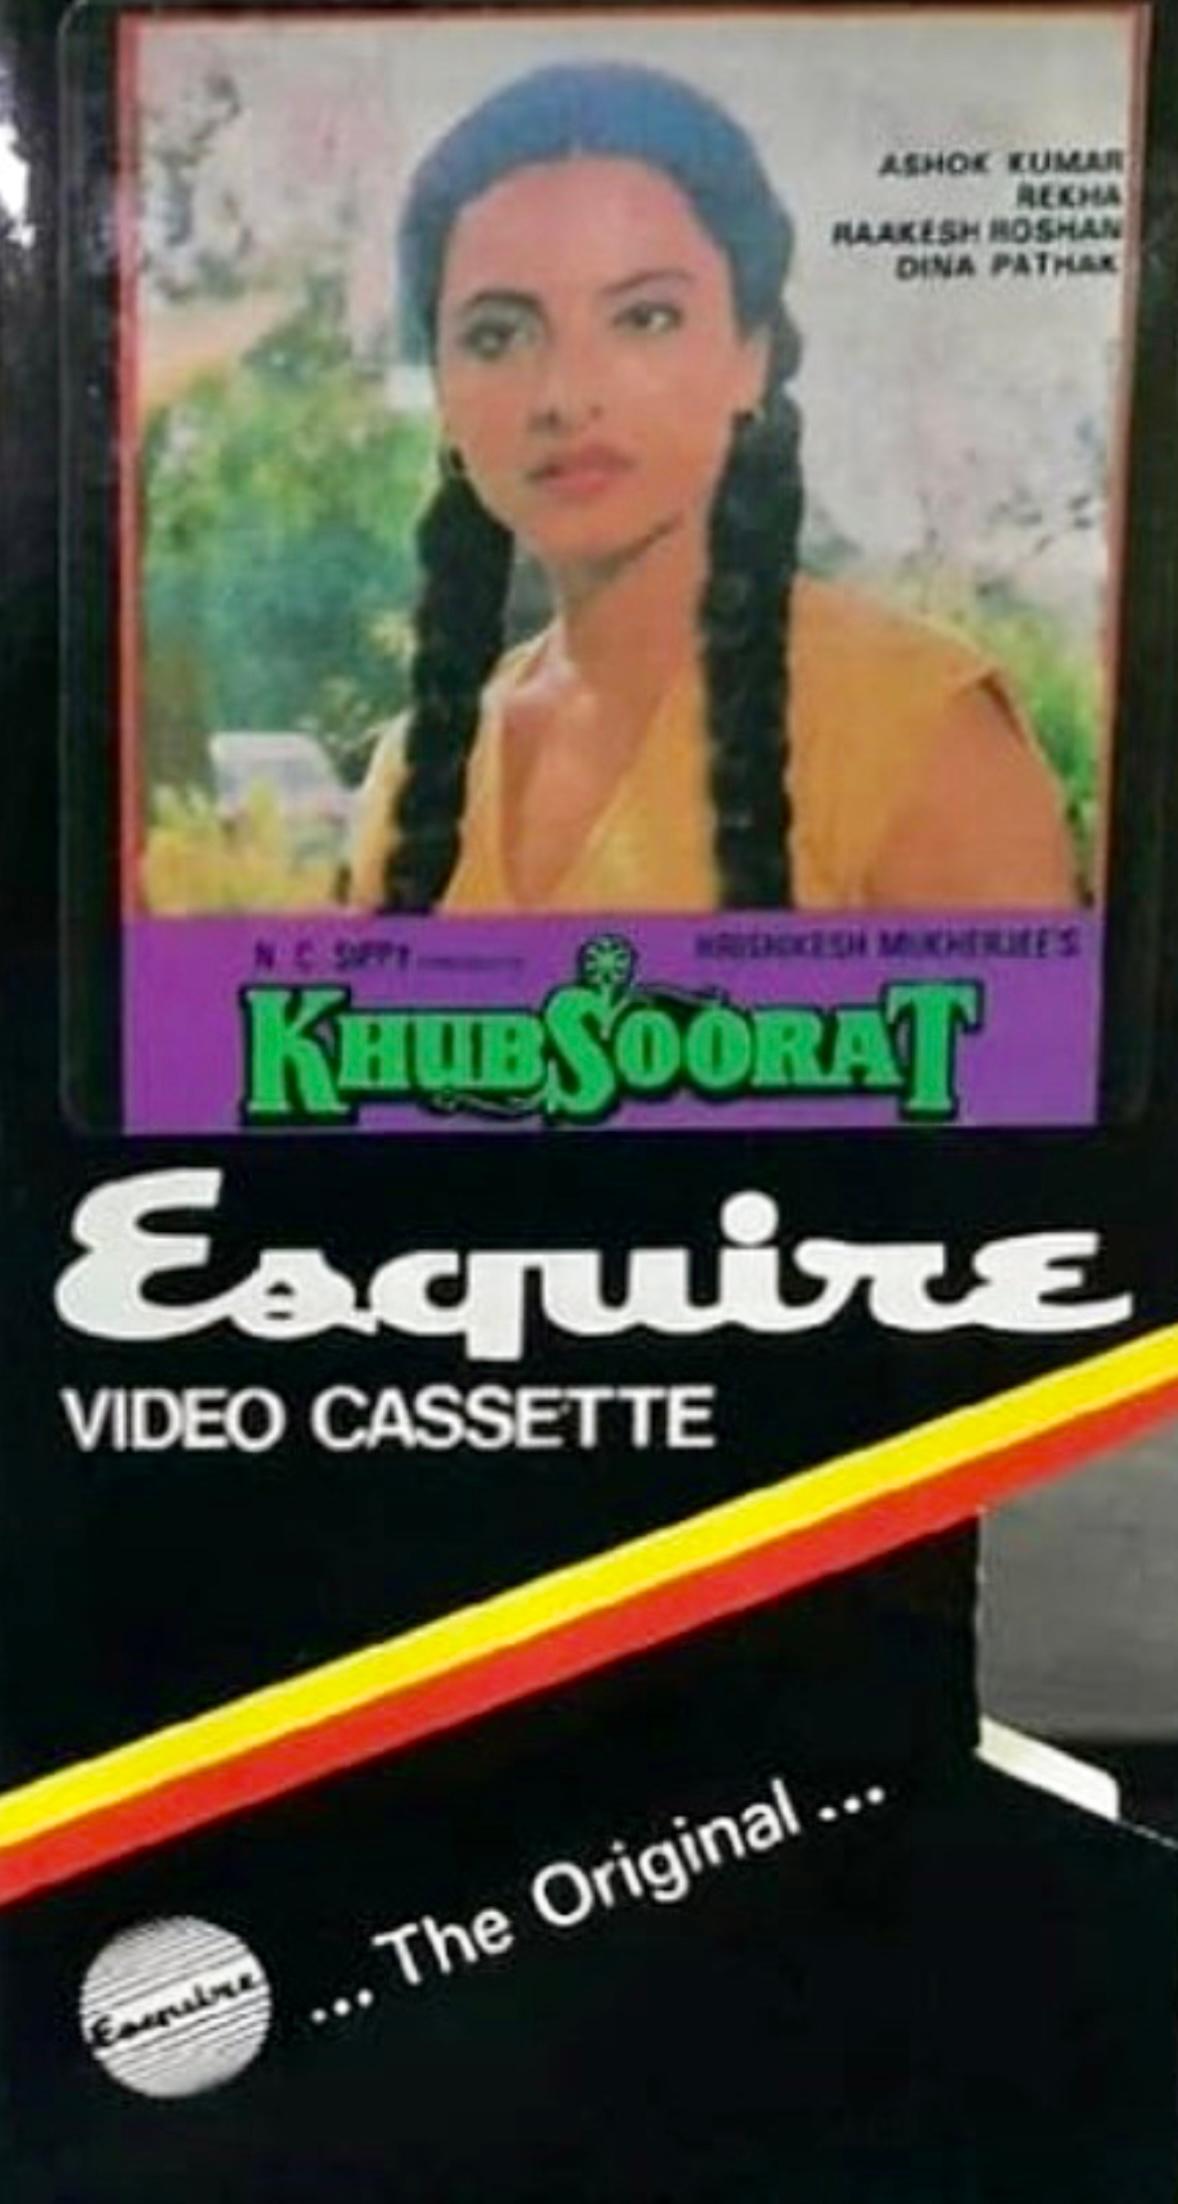 ASHOK KUMAR
REKHA
RAAKESH ROSHAN
DINA PATHAK
N. C. SIPPY
HRISHIKESH MUKHERJEE'S
KHUBSOORAT
Esquire
VIDEO CASSETTE
... The Original ...
Esquire